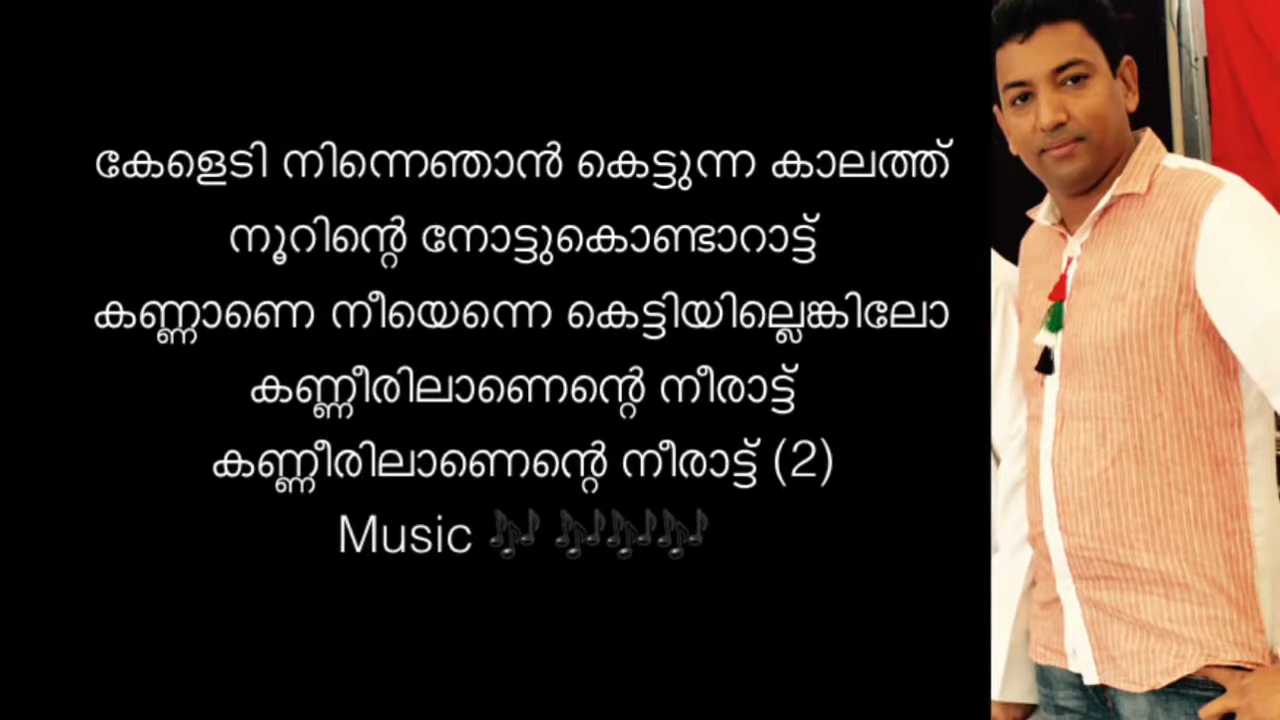 കേളെടി നിന്നെഞാൻ കെട്ടുന്ന കാലത്ത്
നൂറിന്റെ നോട്ടുകൊണ്ടാറാട്ട്
കണ്ണാണെ നീയെന്നെ കെട്ടിയില്ലെങ്കിലോ
കണ്ണീരിലാണെന്റെ നീരാട്ട്
കണ്ണീരിലാണെന്റെ നീരാട്ട് (2)
Music 🎶 🎶🎶🎶